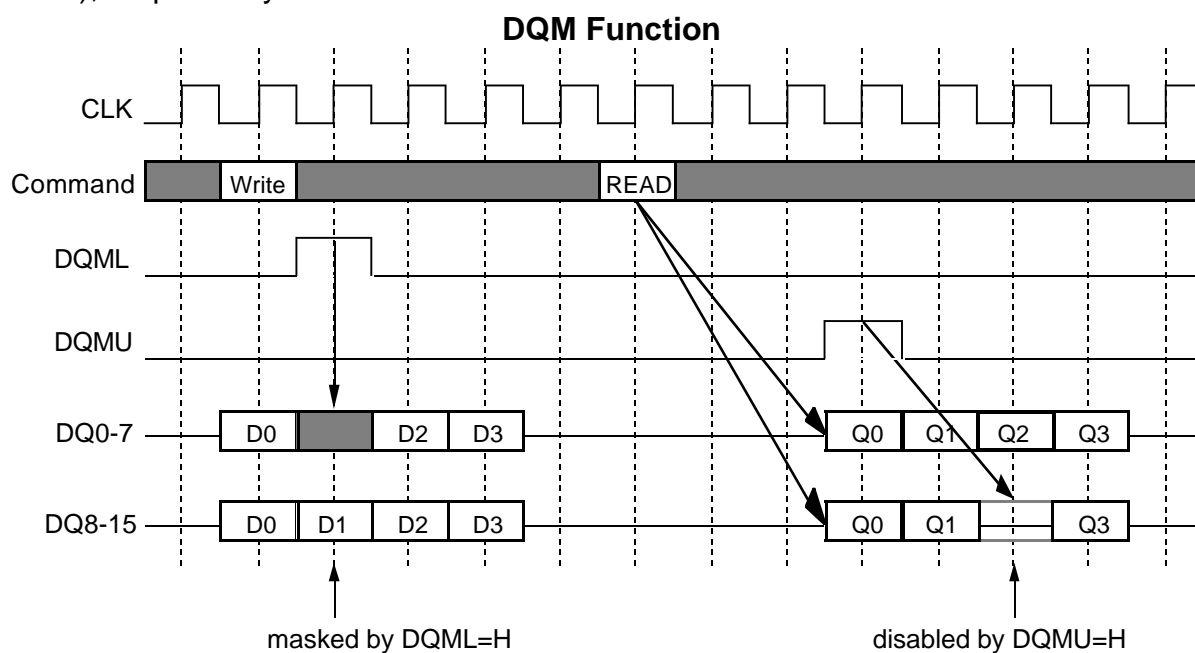 DQM Function
CLK
Command Write READ
DQML
DQMU
DQ0-7 D0 D2 D3 Q0 Q1 Q2 Q3
DQ8-15 D0 D1 D2 D3 Q0 Q1 Q3
masked by DQML=H disabled by DQMU=H